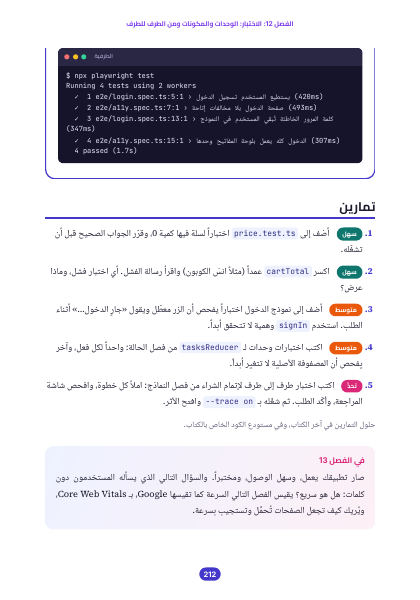 الفصل 12: الاختبار: الوحدات والمكونات ومن الطرف للطرف
الطرفية
$ npx playwright test
Running 4 tests using 2 workers
✓ 1 e2e/login.spec.ts:5:1 › يستطيع المستخدم تسجيل الدخول (420ms)
✓ 2 e2e/a11y.spec.ts:7:1 › صفحة الدخول بلا مخالفات إتاحة (493ms)
✓ 3 e2e/login.spec.ts:13:1 › كلمة المرور الخاطئة تُبقي المستخدم في النموذج
(347ms)
✓ 4 e2e/a11y.spec.ts:15:1 › الدخول كله يعمل بلوحة المفاتيح وحدها (307ms)
4 passed (1.7s)
تمارين
1. سهل أضف إلى price.test.ts اختباراً لسلة فيها كمية 0، وقرّر الجواب الصحيح قبل أن
تشغّله.
2. سهل اكسر cartTotal عمداً (مثلاً انسَ الكوبون) واقرأ رسالة الفشل. أي اختبار فشل، وماذا
عرض؟
3. متوسط أضف إلى نموذج الدخول اختباراً يفحص أن الزر معطّل ويقول «جارٍ الدخول...» أثناء
الطلب. استخدم signIn وهمية لا تتحقق أبداً.
4. متوسط اكتب اختبارات وحدات لـ tasksReducer من فصل الحالة: واحداً لكل فعل، وآخر
يفحص أن المصفوفة الأصلية لا تتغير أبداً.
5. تحدٍّ اكتب اختبار طرف إلى طرف لإتمام الشراء من فصل النماذج: املأ كل خطوة، وافحص شاشة
المراجعة، وأكّد الطلب. ثم شغّله بـ --trace on وافتح الأثر.
حلول التمارين في آخر الكتاب، وفي مستودع الكود الخاص بالكتاب.
في الفصل 13
صار تطبيقك يعمل، وسهل الوصول، ومختبراً. والسؤال التالي الذي يسأله المستخدمون دون
كلمات: هل هو سريع؟ يقيس الفصل التالي السرعة كما تقيسها Google، بـ Core Web Vitals،
ويُريك كيف تجعل الصفحات تُحمَّل وتستجيب بسرعة.
212